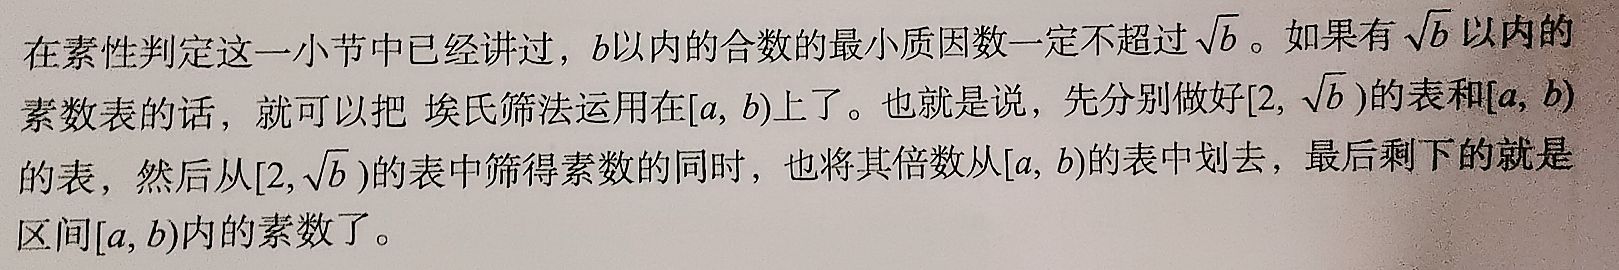 在素性判定这一小节中已经讲过，b以内的合数的最小质因数一定不超过√b。如果有√b以内的
素数表的话，就可以把 埃氏筛法运用在[a, b)上了。也就是说，先分别做好[2, √b)的表和[a, b)
的表，然后从[2,√b)的表中筛得素数的同时，也将其倍数从[a, b)的表中划去，最后剩下的就是
区间[a, b)内的素数了。